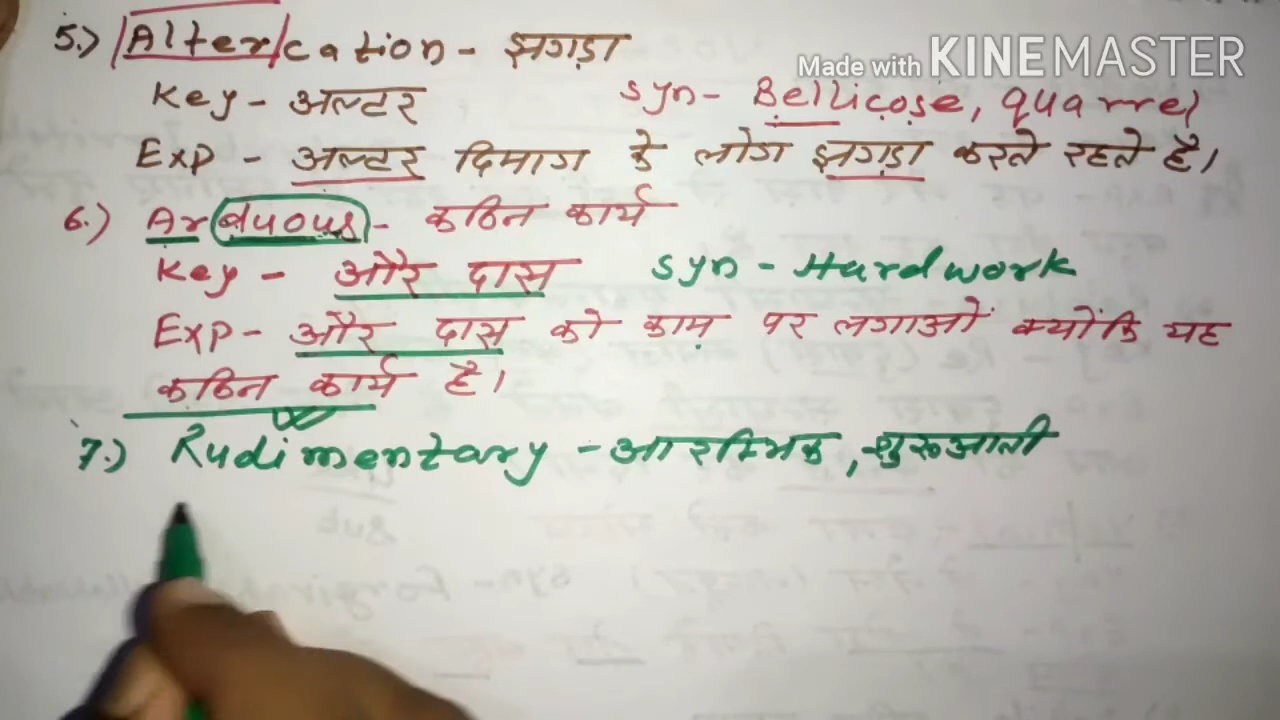 5.) Altercation - झगड़ा
Made with KINEMASTER
Key - अल्टर syn - Bellicose, quarrel
Exp - अल्टर दिमाग के लोग झगड़ा करते रहते है।
6.) Arduous - कठिन कार्य
Key - और दास syn - Hardwork
Exp - और दास को काम पर लगाओं क्योंकि यह
कठिन कार्य है।
7.) Rudimentary - आरम्भिक, शुरूआती